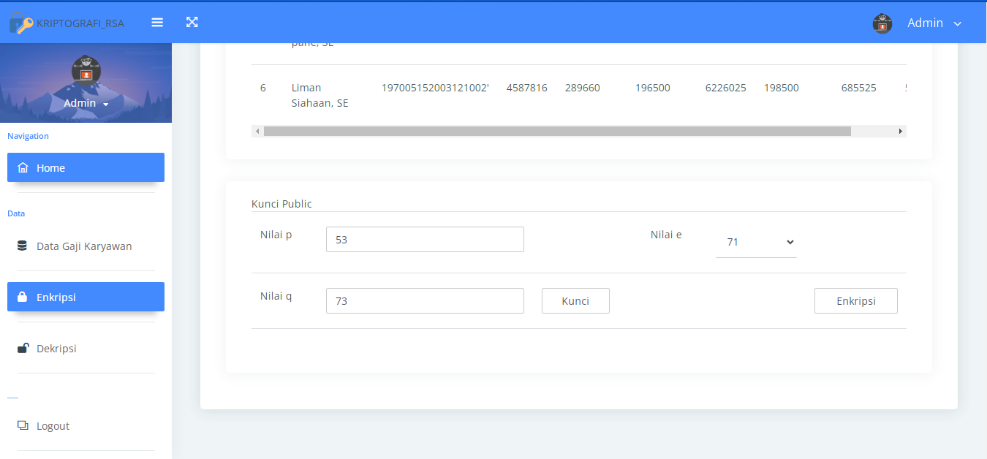 KRIPTOGRAFI_RSA
Admin
Admin
Navigation
Home
Data
Data Gaji Karyawan
Enkripsi
Dekripsi
Logout
6 Liman Siahaan, SE 197005152003121002' 4587816 289660 196500 6226025 198500 685525
Kunci Public
Nilai p 53 Nilai e 71
Nilai q 73 Kunci Enkripsi